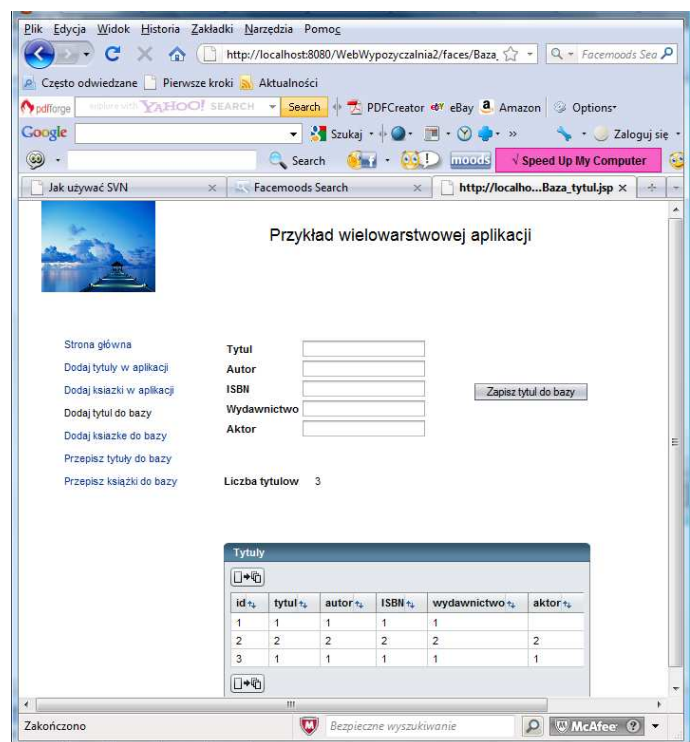 Plik Edycja Widok Historia Zakładki Narzędzia Pomoc
http://localhost:8080/WebWypozyczalnia2/faces/Baza_ Facemoods Sea
Często odwiedzane Pierwsze kroki Aktualności
pdfforge explore with YAHOO! SEARCH Search PDFCreator eBay Amazon Options
Google Szukaj » Zaloguj się
Search moods √ Speed Up My Computer
Jak używać SVN × Facemoods Search × http://localho...Baza_tytul.jsp ×
Przykład wielowarstwowej aplikacji
Strona główna
Dodaj tytuly w aplikacji
Dodaj ksiazki w aplikacji
Dodaj tytul do bazy
Dodaj ksiazke do bazy
Przepisz tytuły do bazy
Przepisz książki do bazy
Tytul
Autor
ISBN
Wydawnictwo
Aktor
Zapisz tytul do bazy
Liczba tytulow 3
Tytuly
id tytul autor ISBN wydawnictwo aktor
1 1 1 1 1
2 2 2 2 2 2
3 1 1 1 1 1
Zakończono Bezpieczne wyszukiwanie McAfee